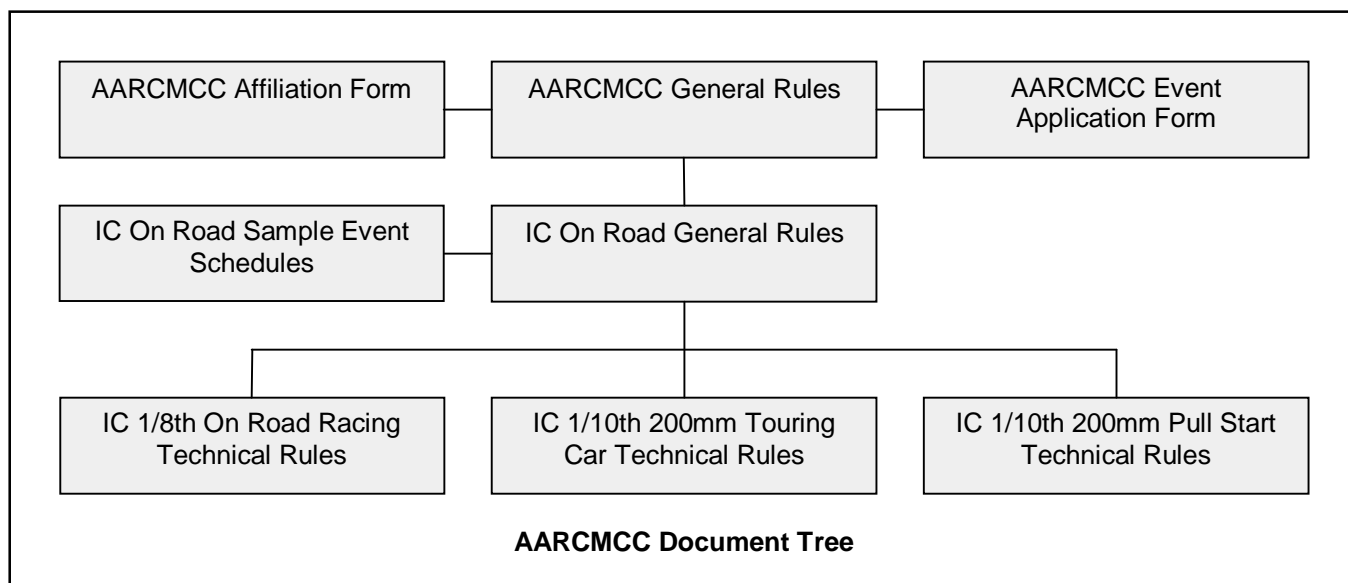 AARCMCC Affiliation Form
AARCMCC General Rules
AARCMCC Event
Application Form
IC On Road Sample Event
Schedules
IC On Road General Rules
IC 1/8th On Road Racing
Technical Rules
IC 1/10th 200mm Touring
Car Technical Rules
IC 1/10th 200mm Pull Start
Technical Rules
AARCMCC Document Tree